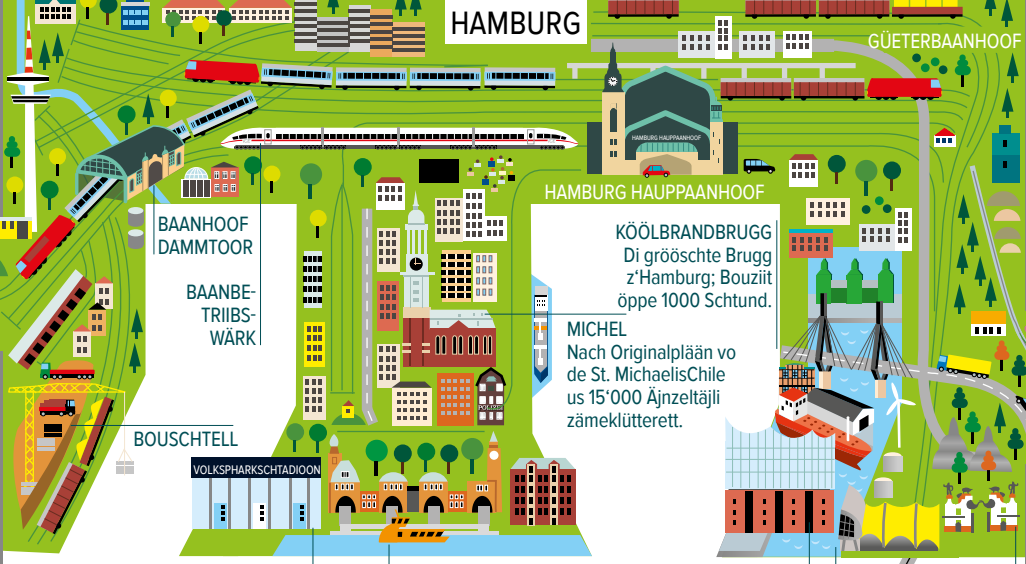 HAMBURG
GÜETERBAANHOOF
HAMBURG HAUPPAANHOOF
HAMBURG HAUPPAANHOOF
BAANHOOF
DAMMTOOR
BAANBE-
TRIIBS-
WÄRK
KÖÖLBRANDBRUGG
Di grööschte Brugg
z‘Hamburg; Bouziit
öppe 1000 Schtund.
MICHEL
Nach Originalplään vo
de St. MichaelisChile
us 15‘000 Äjnzeltäjli
zämeklütterett.
POLIZEI
BOUSCHTELL
VOLKSPHARKSCHTADIOON